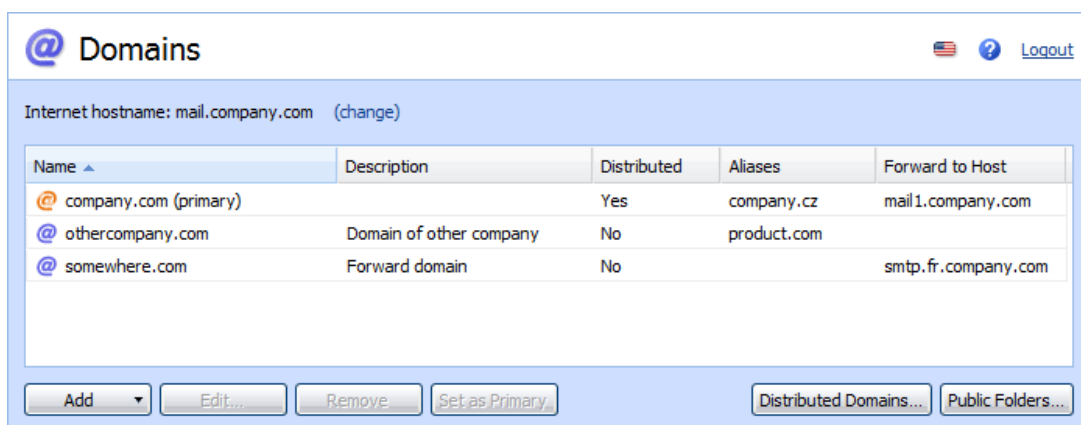 @ Domains ? Logout
Internet hostname: mail.company.com (change)
Name Description Distributed Aliases Forward to Host
@ company.com (primary) Yes company.cz mail1.company.com
@ othercompany.com Domain of other company No product.com
@ somewhere.com Forward domain No smtp.fr.company.com
Add Edit... Remove Set as Primary Distributed Domains... Public Folders...